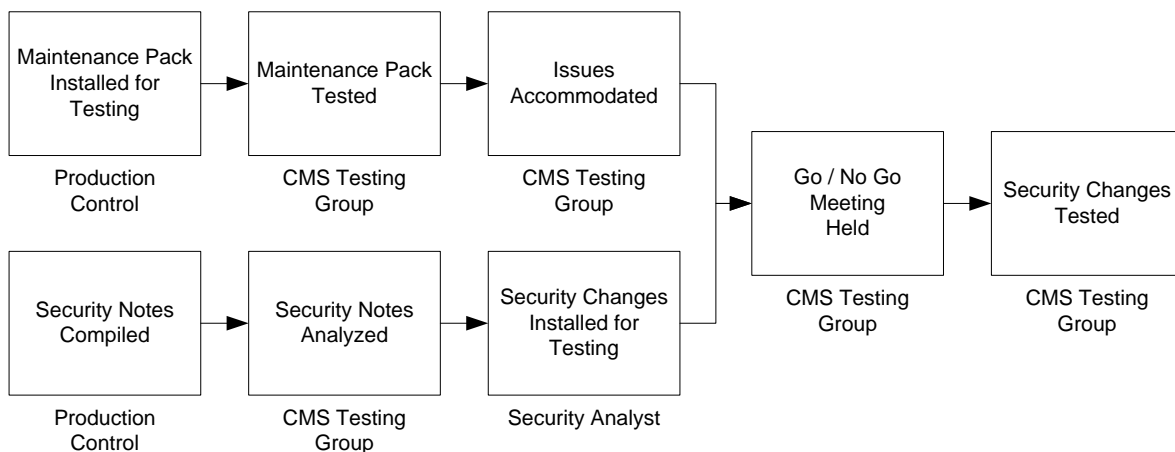 Maintenance Pack
Installed for
Testing
Production
Control
Maintenance Pack
Tested
CMS Testing
Group
Issues
Accommodated
CMS Testing
Group
Security Notes
Compiled
Production
Control
Security Notes
Analyzed
CMS Testing
Group
Security Changes
Installed for
Testing
Security Analyst
Go / No Go
Meeting
Held
CMS Testing
Group
Security Changes
Tested
CMS Testing
Group